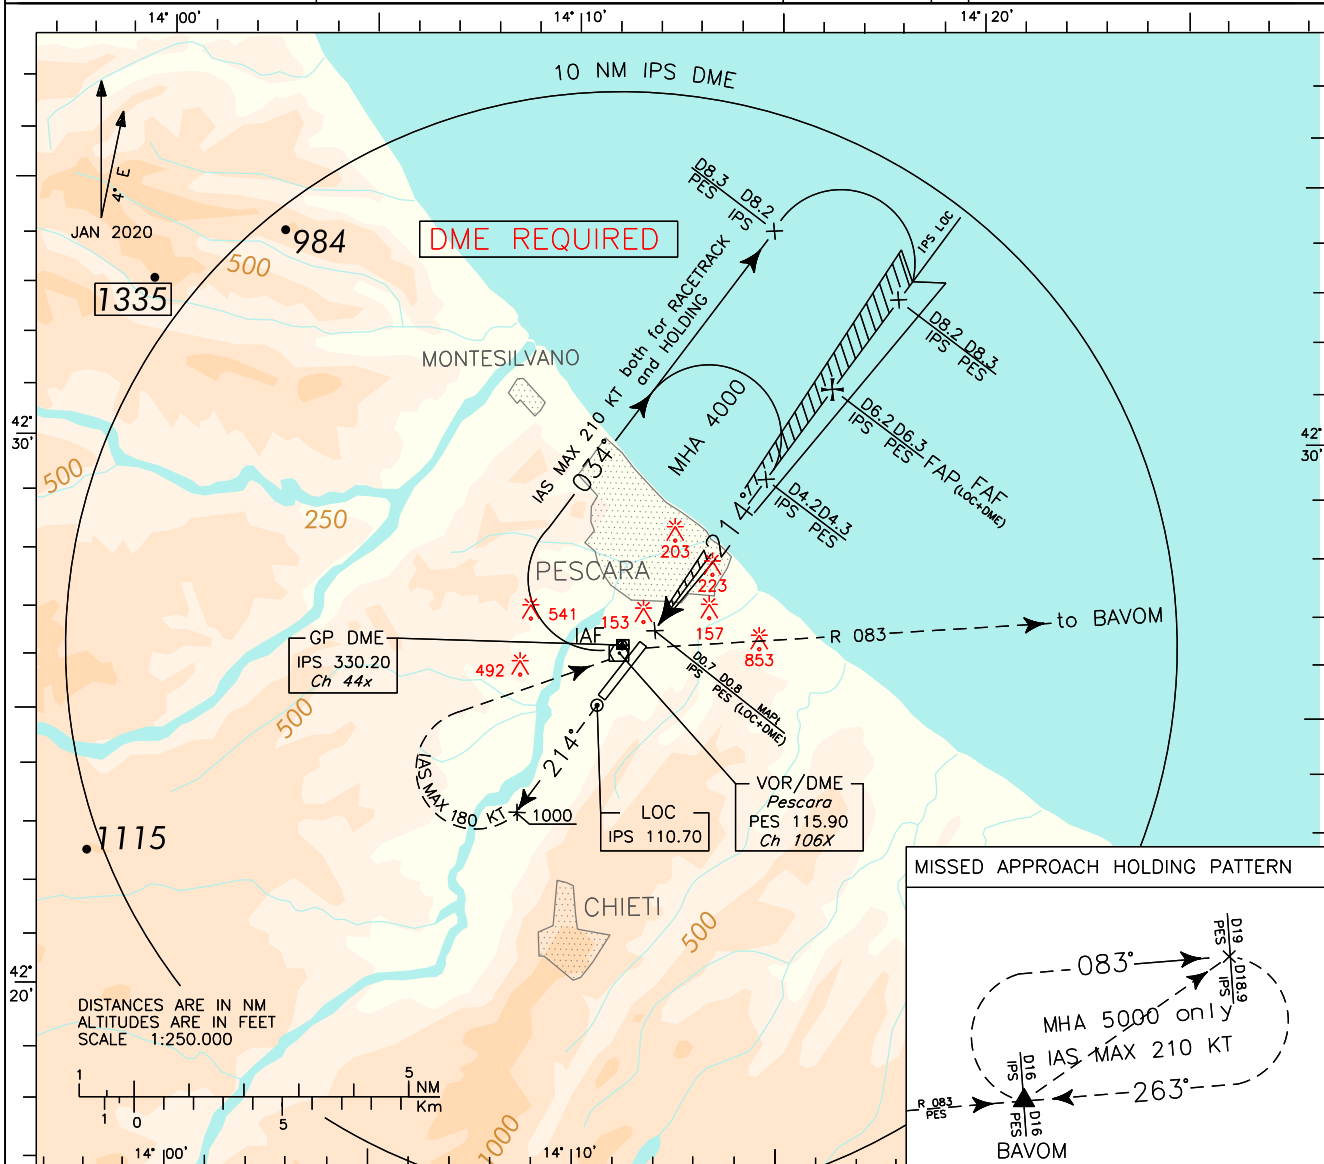 14° 00'
14° 10'
14° 20'
10 NM IPS DME
4° E
JAN 2020
984
1335
500
DME REQUIRED
D8.3
PES
D8.2
IPS
IPS LOC
IAS MAX 210 KT both for RACETRACK
and HOLDING
MONTESILVANO
034°
MHA 4000
D8.2 D8.3
IPS PES
D6.2 D6.3
IPS PES
FAP FAF
(LOC+DME)
D4.2 D4.3
IPS PES
42°
30'
42°
30'
500
250
214°
203
223
PESCARA
541
153
157
853
IAF
R 083
to BAVOM
GP DME
IPS 330.20
Ch 44x
492
D0.7 D0.8 MAPt
IPS PES (LOC+DME)
500
214°
IAS MAX 180 KT
1000
LOC
IPS 110.70
VOR/DME
Pescara
PES 115.90
Ch 106X
1115
CHIETI
500
MISSED APPROACH HOLDING PATTERN
D19
PES
D18.9
IPS
083°
MHA 5000 only
IAS MAX 210 KT
263°
D16
IPS
R 083
PES
D16
PES
BAVOM
42°
20'
DISTANCES ARE IN NM
ALTITUDES ARE IN FEET
SCALE 1:250.000
1 5 NM
1 0 5 Km
1000
14° 00'
14° 10'